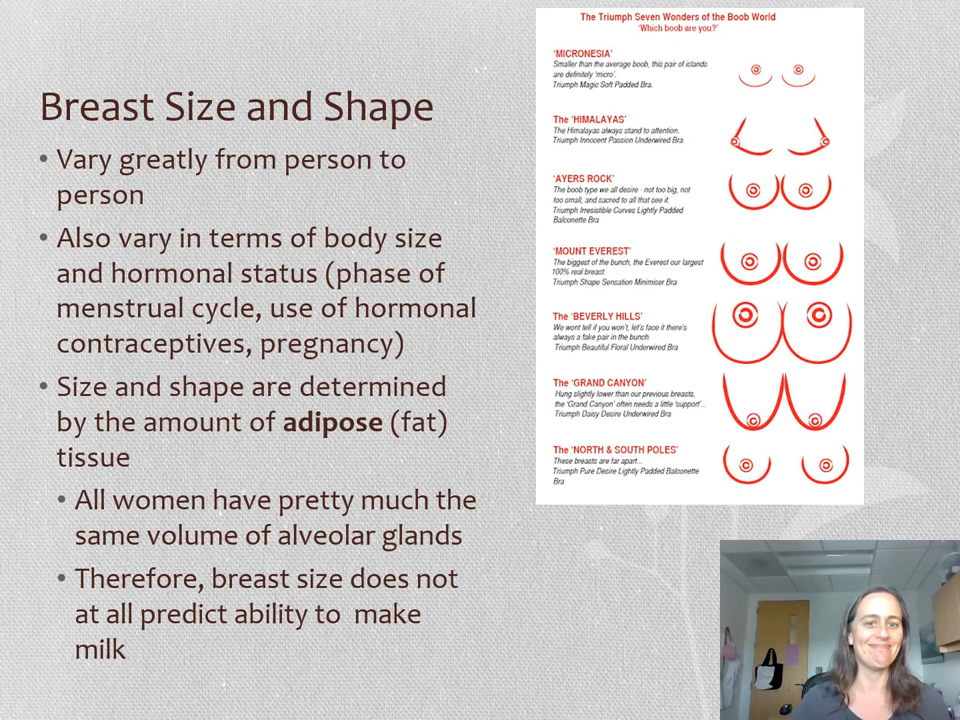 Breast Size and Shape
• Vary greatly from person to
person
• Also vary in terms of body size
and hormonal status (phase of
menstrual cycle, use of hormonal
contraceptives, pregnancy)
• Size and shape are determined
by the amount of adipose (fat)
tissue
• All women have pretty much the
same volume of alveolar glands
• Therefore, breast size does not
at all predict ability to make
milk
The Triumph Seven Wonders of the Boob World
'Which boob are you?'
'MICRONESIA'
Smaller than the average boob, this pair of islands
are definitely 'micro'.
Triumph Magic Soft Padded Bra.
The 'HIMALAYAS'
The Himalayas always stand to attention.
Triumph Innocent Passion Underwired Bra
'AYERS ROCK'
The boob type we all desire - not too big, not
too small, and sacred to all that see it.
Triumph Irresistible Curves Lightly Padded
Balconette Bra
'MOUNT EVEREST'
The biggest of the bunch, the Everest our largest
100% real breast.
Triumph Shape Sensation Minimiser Bra
The 'BEVERLY HILLS'
We wont tell if you won't, let's face it there's
always a fake pair in the bunch.
Triumph Beautiful Floral Underwired Bra
The 'GRAND CANYON'
Hung slightly lower than our previous breasts,
the 'Grand Canyon' often needs a little 'support'...
Triumph Daisy Desire Underwired Bra
The 'NORTH & SOUTH POLES'
These breasts are far apart...
Triumph Pure Desire Lightly Padded Balconette
Bra